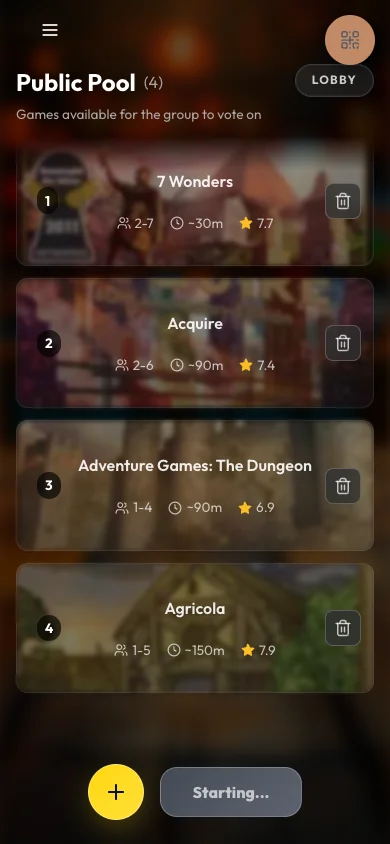 Public Pool (4)
LOBBY
Games available for the group to vote on
1
7 Wonders
2-7 ~30m 7.7
2
Acquire
2-6 ~90m 7.4
3
Adventure Games: The Dungeon
1-4 ~90m 6.9
4
Agricola
1-5 ~150m 7.9
+ Starting...